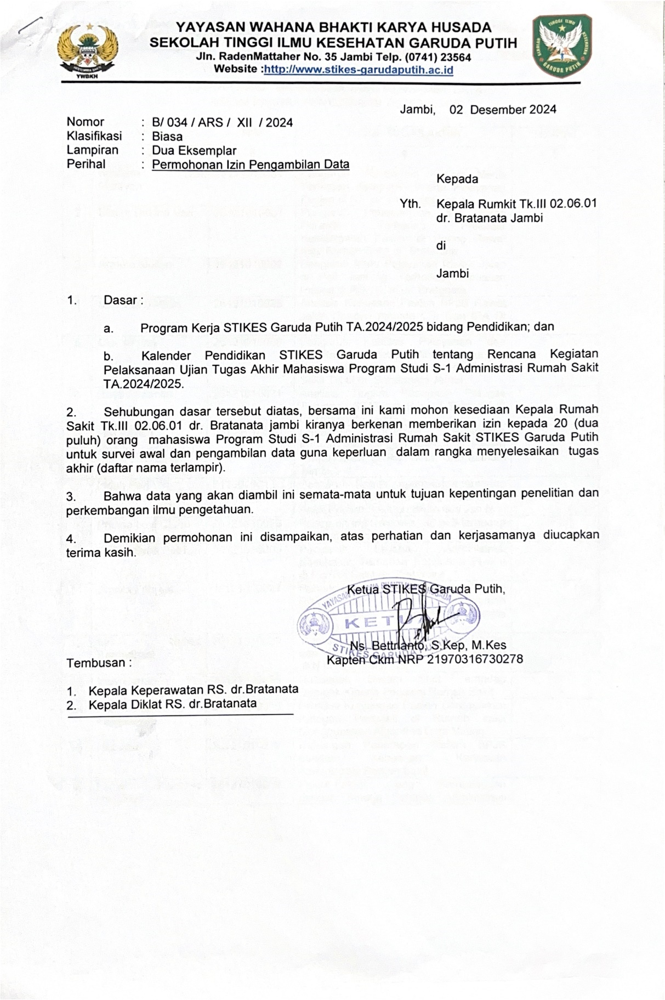 YAYASAN WAHANA BHAKTI KARYA HUSADA
SEKOLAH TINGGI ILMU KESEHATAN GARUDA PUTIH
Jln. RadenMattaher No. 35 Jambi Telp. (0741) 23564
Website :http://www.stikes-garudaputih.ac.id
YWBKH
TINGGI ILMU
SEKOLAH
KESEHATAN
GARUDA PUTIH
Jambi, 02 Desember 2024
Nomor : B/ 034 / ARS / XII / 2024
Klasifikasi : Biasa
Lampiran : Dua Eksemplar
Perihal : Permohonan Izin Pengambilan Data
Kepada
Yth. Kepala Rumkit Tk.III 02.06.01
dr. Bratanata Jambi
di
Jambi
1. Dasar :
a. Program Kerja STIKES Garuda Putih TA.2024/2025 bidang Pendidikan; dan
b. Kalender Pendidikan STIKES Garuda Putih tentang Rencana Kegiatan
Pelaksanaan Ujian Tugas Akhir Mahasiswa Program Studi S-1 Administrasi Rumah Sakit
TA.2024/2025.
2. Sehubungan dasar tersebut diatas, bersama ini kami mohon kesediaan Kepala Rumah
Sakit Tk.III 02.06.01 dr. Bratanata jambi kiranya berkenan memberikan izin kepada 20 (dua
puluh) orang mahasiswa Program Studi S-1 Administrasi Rumah Sakit STIKES Garuda Putih
untuk survei awal dan pengambilan data guna keperluan dalam rangka menyelesaikan tugas
akhir (daftar nama terlampir).
3. Bahwa data yang akan diambil ini semata-mata untuk tujuan kepentingan penelitian dan
perkembangan ilmu pengetahuan.
4. Demikian permohonan ini disampaikan, atas perhatian dan kerjasamanya diucapkan
terima kasih.
Ketua STIKES Garuda Putih,
YAYASAN WAHANA BHAKTI KARYA HUSADA
KETUA
STIKES GARUDA PUTIH
Ns. Bettrianto, S.Kep, M.Kes
Kapten Ckm NRP 21970316730278
Tembusan :
1. Kepala Keperawatan RS. dr.Bratanata
2. Kepala Diklat RS. dr.Bratanata